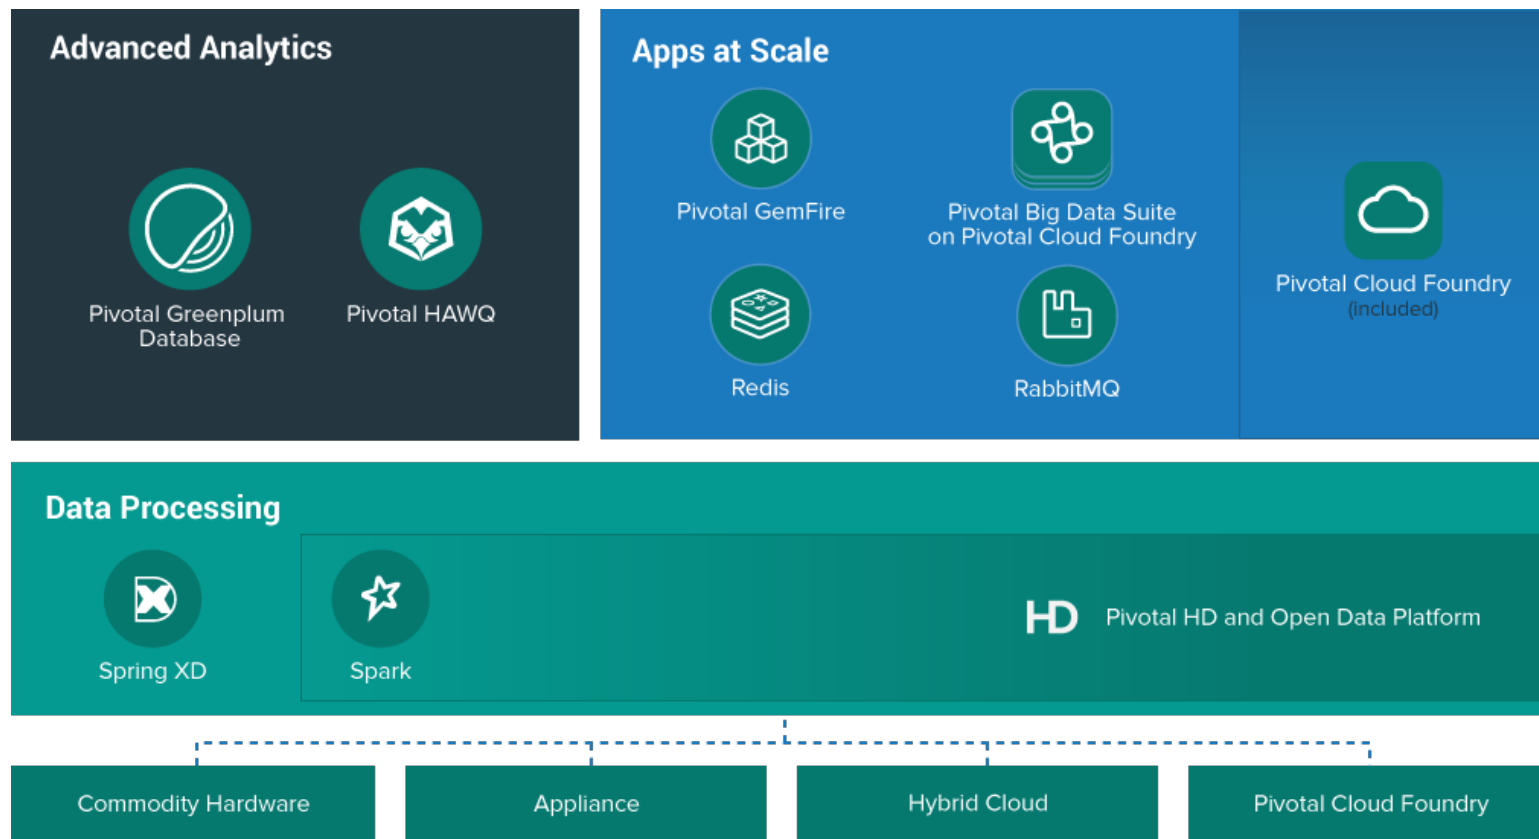 Advanced Analytics
Pivotal Greenplum
Database
Pivotal HAWQ
Apps at Scale
Pivotal GemFire
Pivotal Big Data Suite
on Pivotal Cloud Foundry
Redis
RabbitMQ
Pivotal Cloud Foundry
(included)
Data Processing
Spring XD
Spark
HD
Pivotal HD and Open Data Platform
Commodity Hardware
Appliance
Hybrid Cloud
Pivotal Cloud Foundry